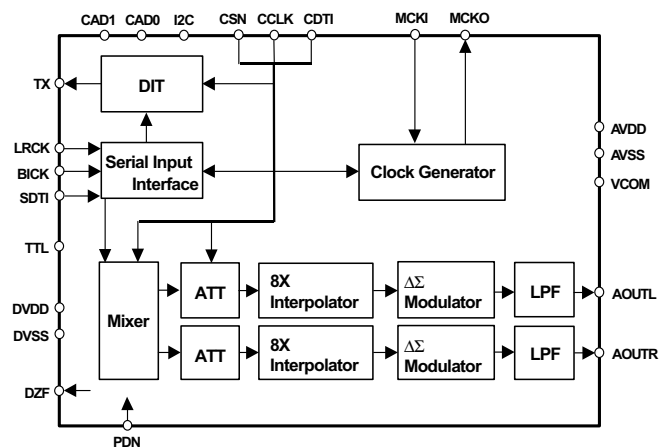 CAD1 CAD0 I2C CSN CCLK CDTI MCKI MCKO
TX
DIT
LRCK
BICK
SDTI
Serial Input
Interface
Clock Generator
AVDD
AVSS
VCOM
TTL
DVDD
DVSS
DZF
Mixer
ATT
8X
Interpolator
ΔΣ
Modulator
LPF
AOUTL
ATT
8X
Interpolator
ΔΣ
Modulator
LPF
AOUTR
PDN